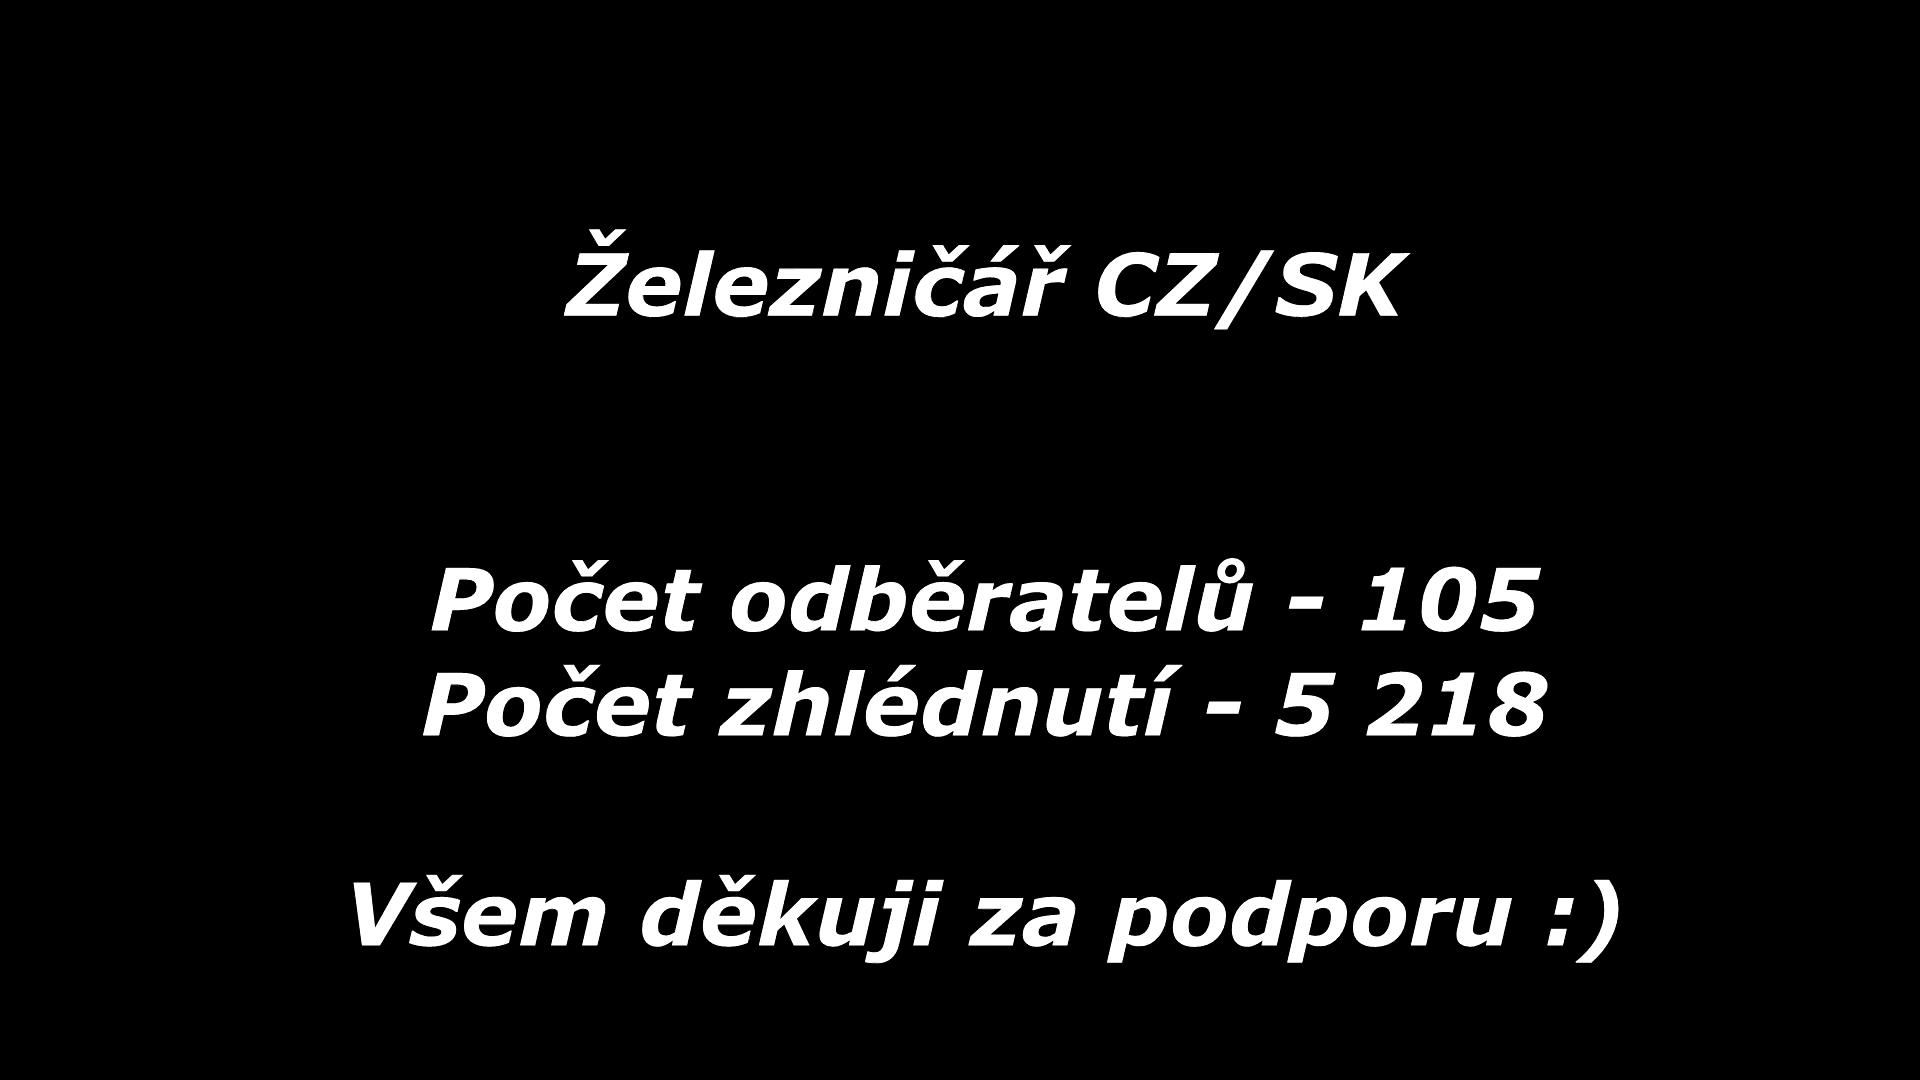 Železničář CZ/SK
Počet odběratelů - 105
Počet zhlédnutí - 5 218
Všem děkuji za podporu :)